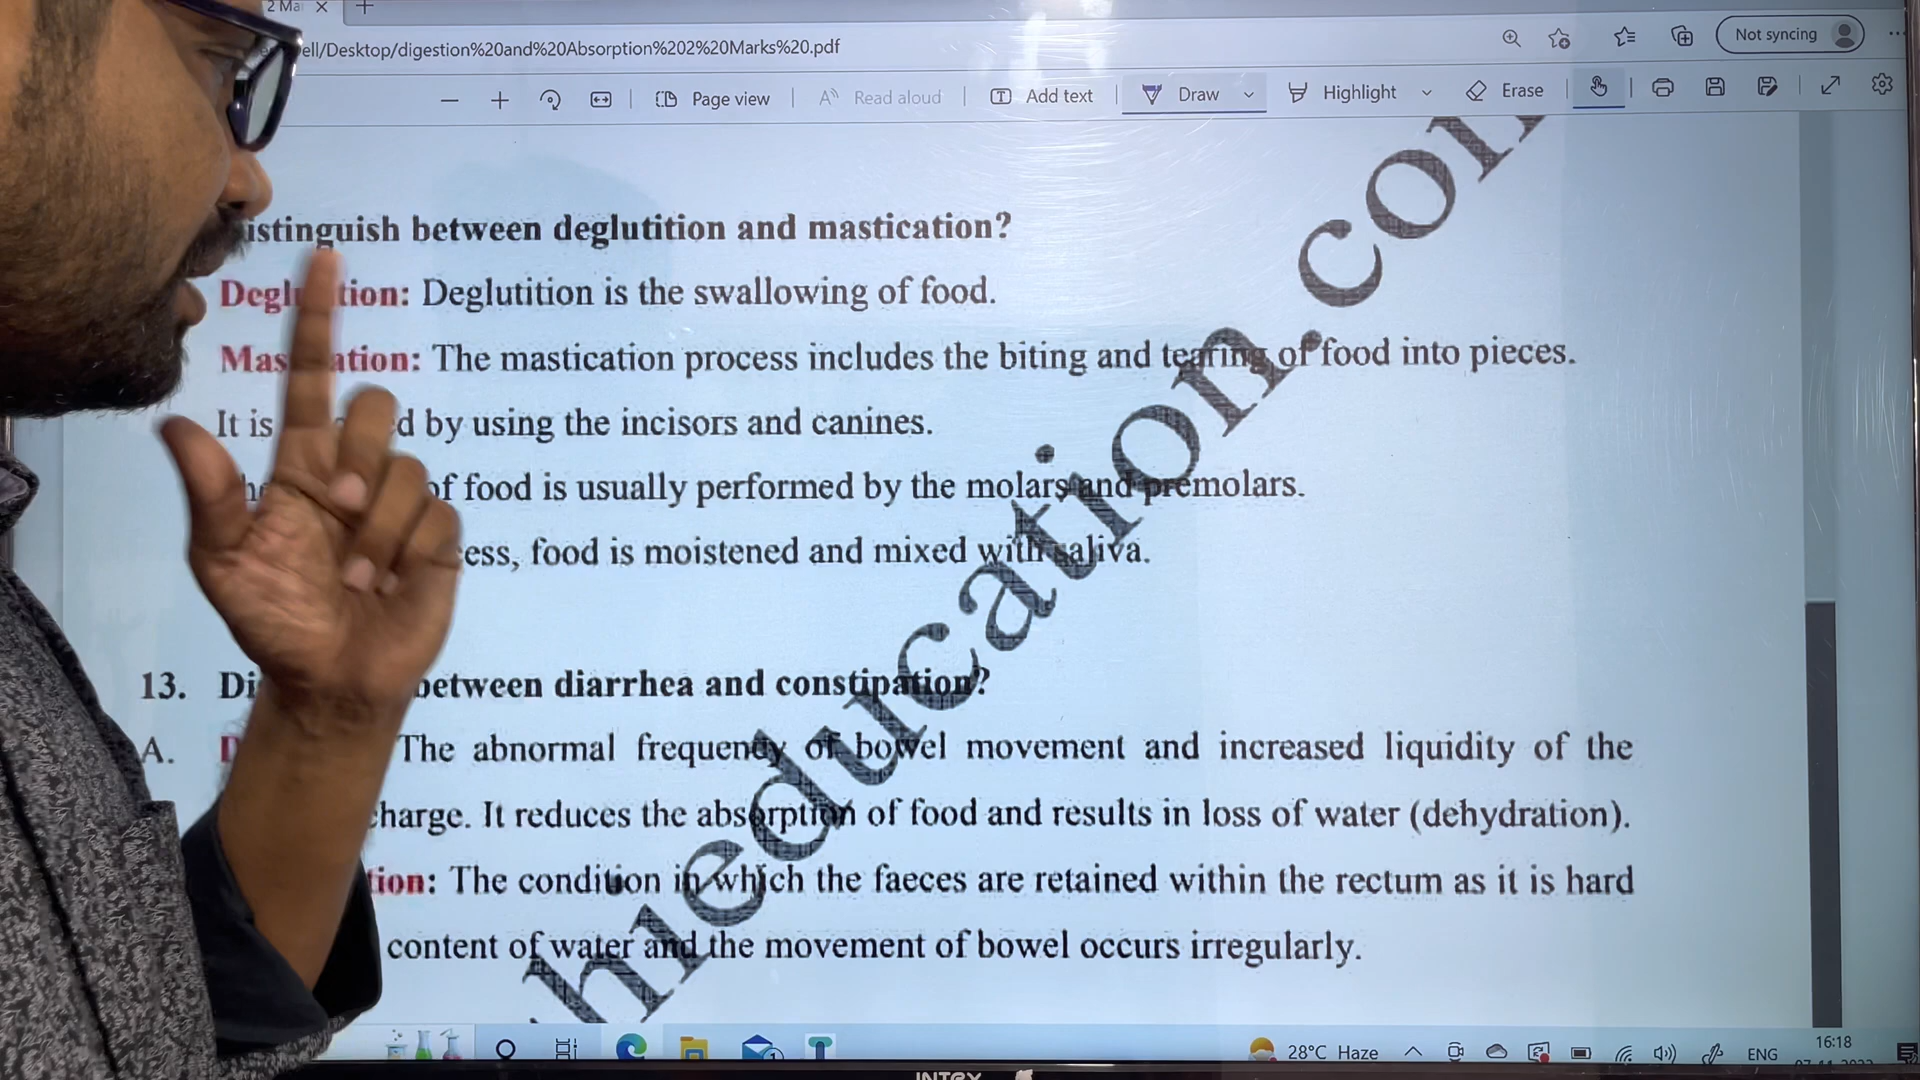 2 Ma
ell/Desktop/digestion%20and%20Absorption%202%20Marks%20.pdf
Not syncing
Page view
Read aloud
Add text
Draw
Highlight
Erase
istinguish between deglutition and mastication?
Deglution: Deglutition is the swallowing of food.
Mas ation: The mastication process includes the biting and tearing of food into pieces.
It is d by using the incisors and canines.
of food is usually performed by the molars and premolars.
ess, food is moistened and mixed with saliva.
13. Di between diarrhea and constipation?
A. D The abnormal frequency of bowel movement and increased liquidity of the
charge. It reduces the absorption of food and results in loss of water (dehydration).
tion: The condition in which the faeces are retained within the rectum as it is hard
content of water and the movement of bowel occurs irregularly.
hieducation.com
28°C Haze
ENG
16:18
INTEX